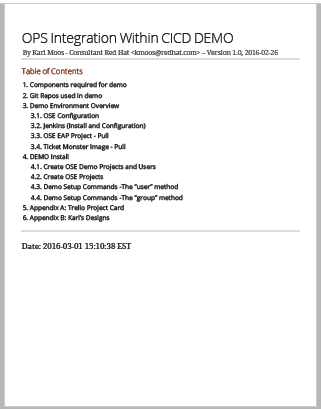 OPS Integration Within CICD DEMO
By Karl Moos - Consultant Red Hat <kmoos@redhat.com> – Version 1.0, 2016-02-26
Table of Contents
1. Components required for demo
2. Git Repos used in demo
3. Demo Environment Overview
3.1. OSE Configuration
3.2. Jenkins (Install and Configuration)
3.3. OSE EAP Project - Pull
3.4. Ticket Monster Image - Pull
4. DEMO Install
4.1. Create OSE Demo Projects and Users
4.2. Create OSE Projects
4.3. Demo Setup Commands -The “user” method
4.4. Demo Setup Commands -The “group” method
5. Appendix A: Trello Project Card
6. Appendix B: Karl's Designs
Date: 2016-03-01 15:10:38 EST